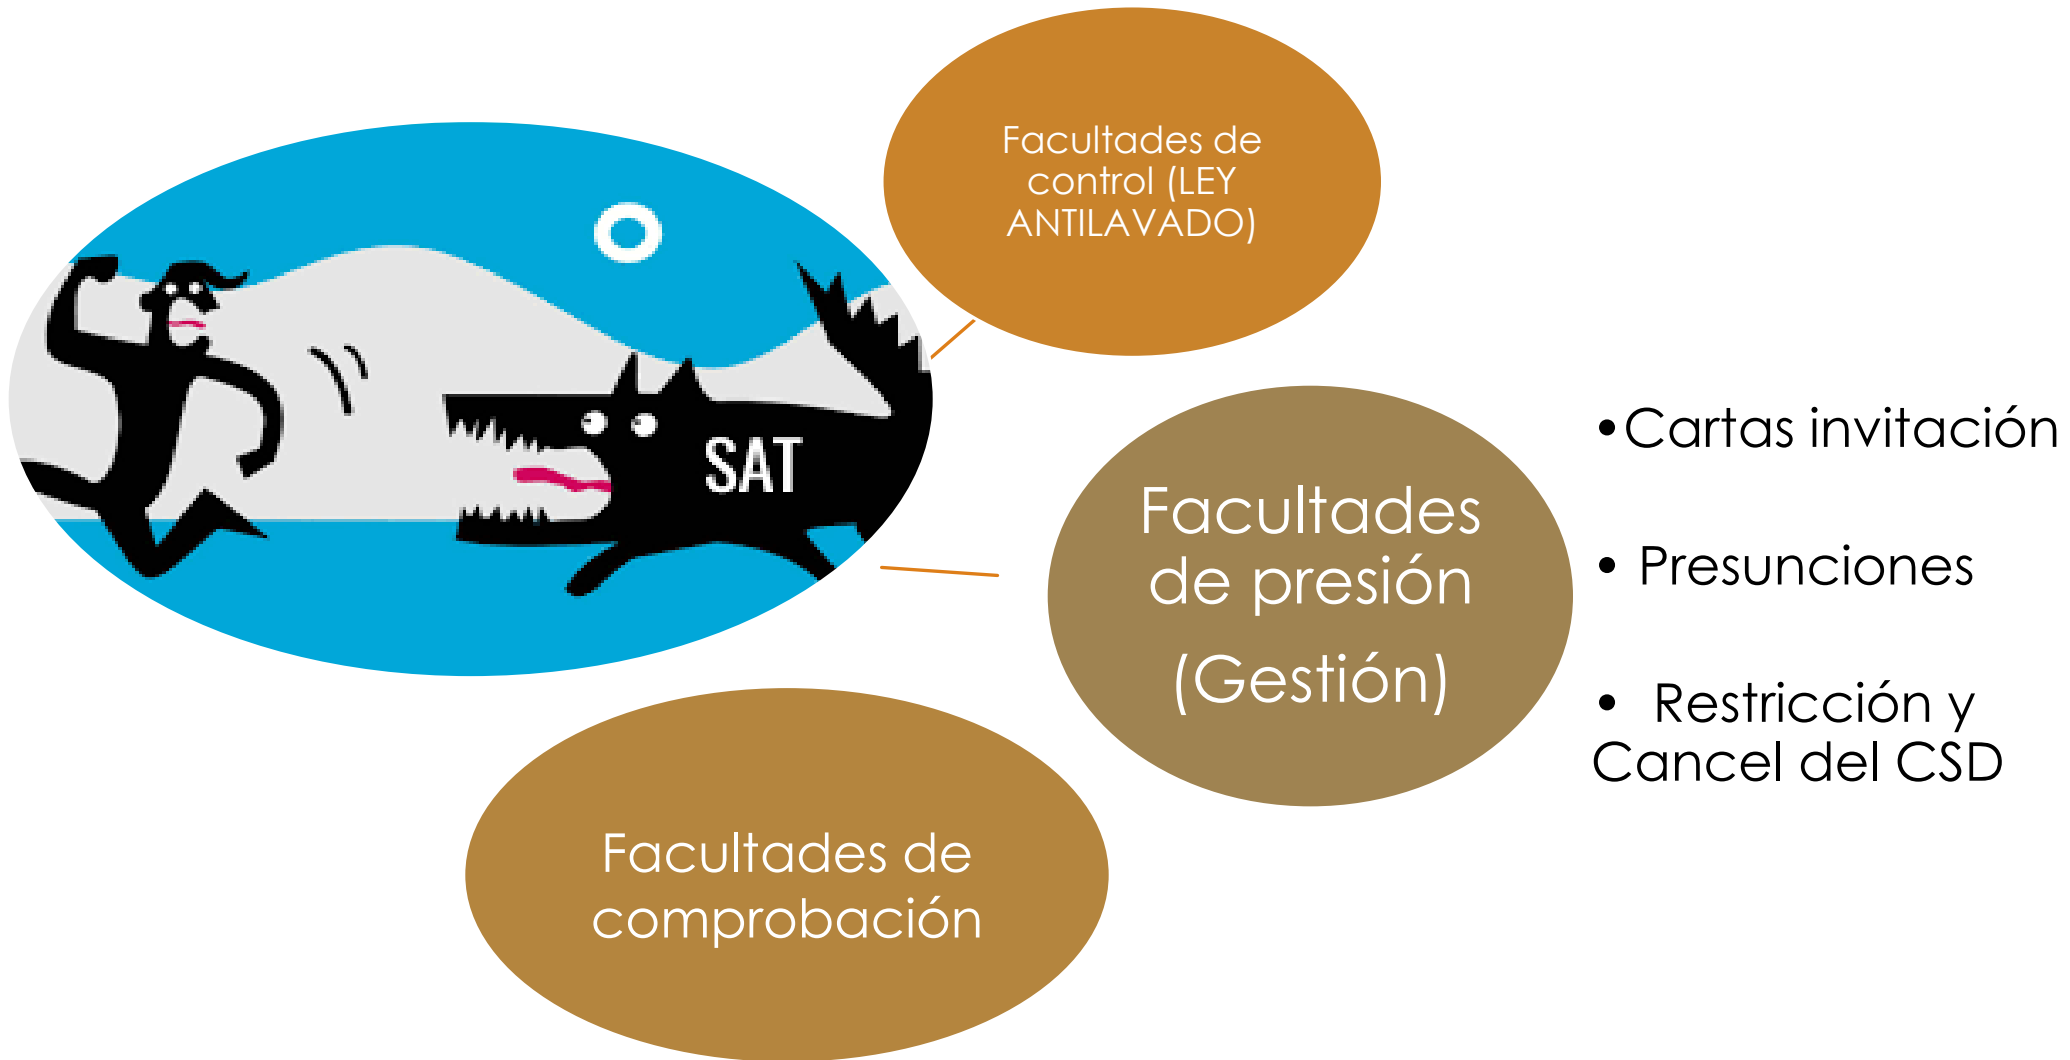 Facultades de
control (LEY
ANTILAVADO)
SAT
Facultades
de presión
(Gestión)
•Cartas invitación
• Presunciones
• Restricción y
Cancel del CSD
Facultades de
comprobación